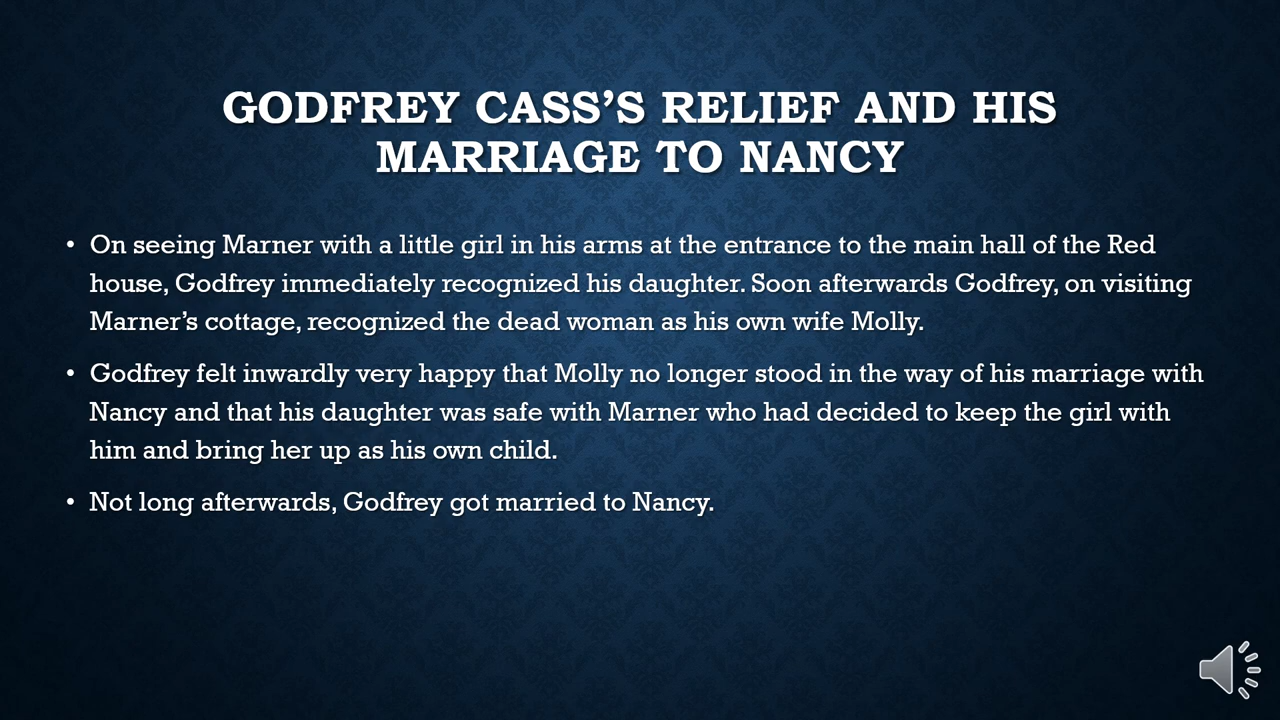 GODFREY CASS’S RELIEF AND HIS
MARRIAGE TO NANCY
• On seeing Marner with a little girl in his arms at the entrance to the main hall of the Red
house, Godfrey immediately recognized his daughter. Soon afterwards Godfrey, on visiting
Marner’s cottage, recognized the dead woman as his own wife Molly.
• Godfrey felt inwardly very happy that Molly no longer stood in the way of his marriage with
Nancy and that his daughter was safe with Marner who had decided to keep the girl with
him and bring her up as his own child.
• Not long afterwards, Godfrey got married to Nancy.